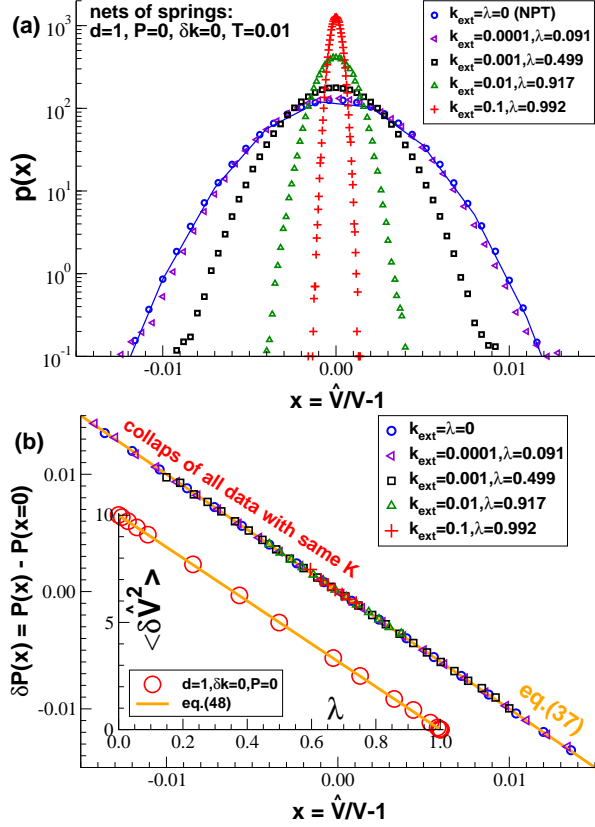 (a)
nets of springs:
d=1, P=0, δk=0, T=0.01
k_ext=λ=0 (NPT)
k_ext=0.0001,λ=0.091
k_ext=0.001,λ=0.499
k_ext=0.01,λ=0.917
k_ext=0.1,λ=0.992
p(x)
10^3
10^2
10^1
10^0
10^-1
-0.01 0.00 0.01
x = V̂/V-1
(b)
collaps of all data with same K
k_ext=λ=0
k_ext=0.0001,λ=0.091
k_ext=0.001,λ=0.499
k_ext=0.01,λ=0.917
k_ext=0.1,λ=0.992
δP(x) = P(x) - P(x=0)
0.01
0.00
-0.01
10
5
0
<δV̂^2>
d=1,δk=0,P=0
eq.(48)
λ
0.0 0.2 0.4 0.6 0.8 1.0
eq.(37)
-0.01 0.00 0.01
x = V̂/V-1